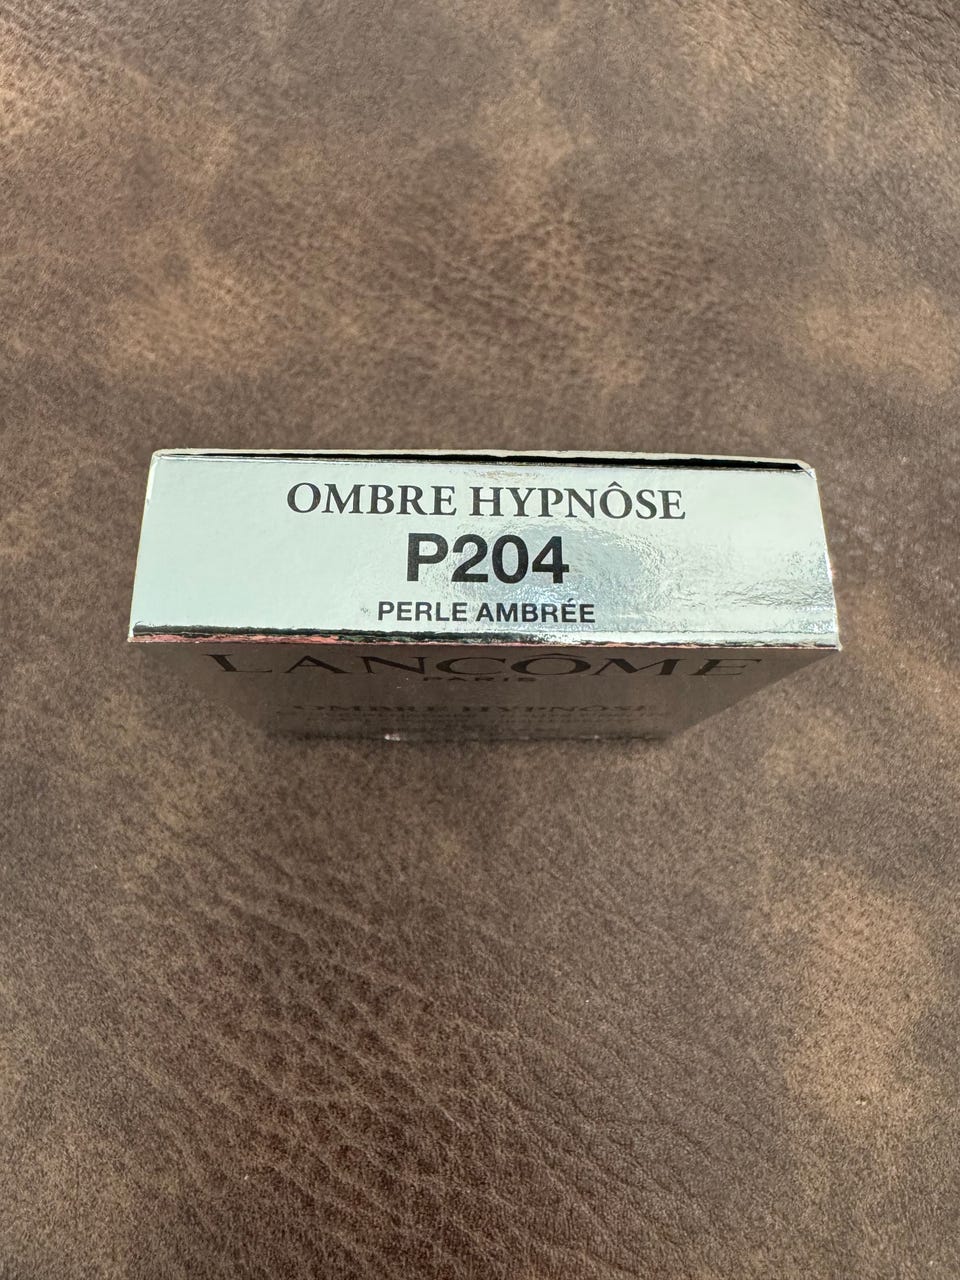 OMBRE HYPNÔSE
P204
PERLE AMBRÉE
LANCÔME
PARIS
OMBRE HYPNÔSE